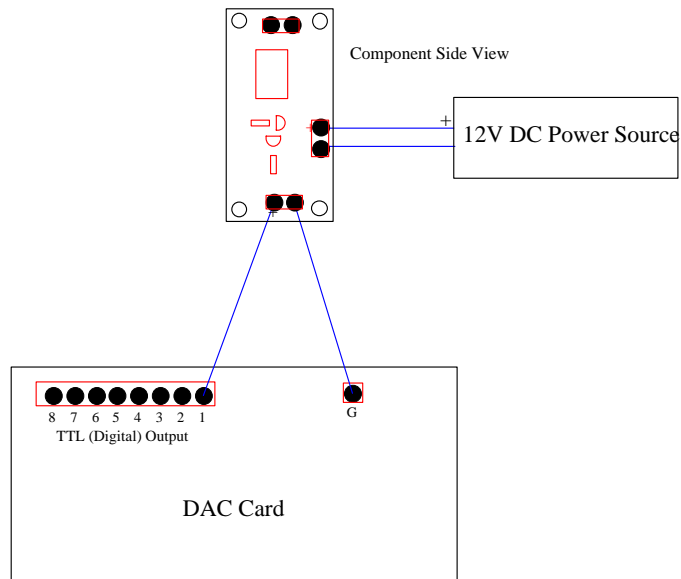 Component Side View
+
12V DC Power Source
+
+
8 7 6 5 4 3 2 1
G
TTL (Digital) Output
DAC Card